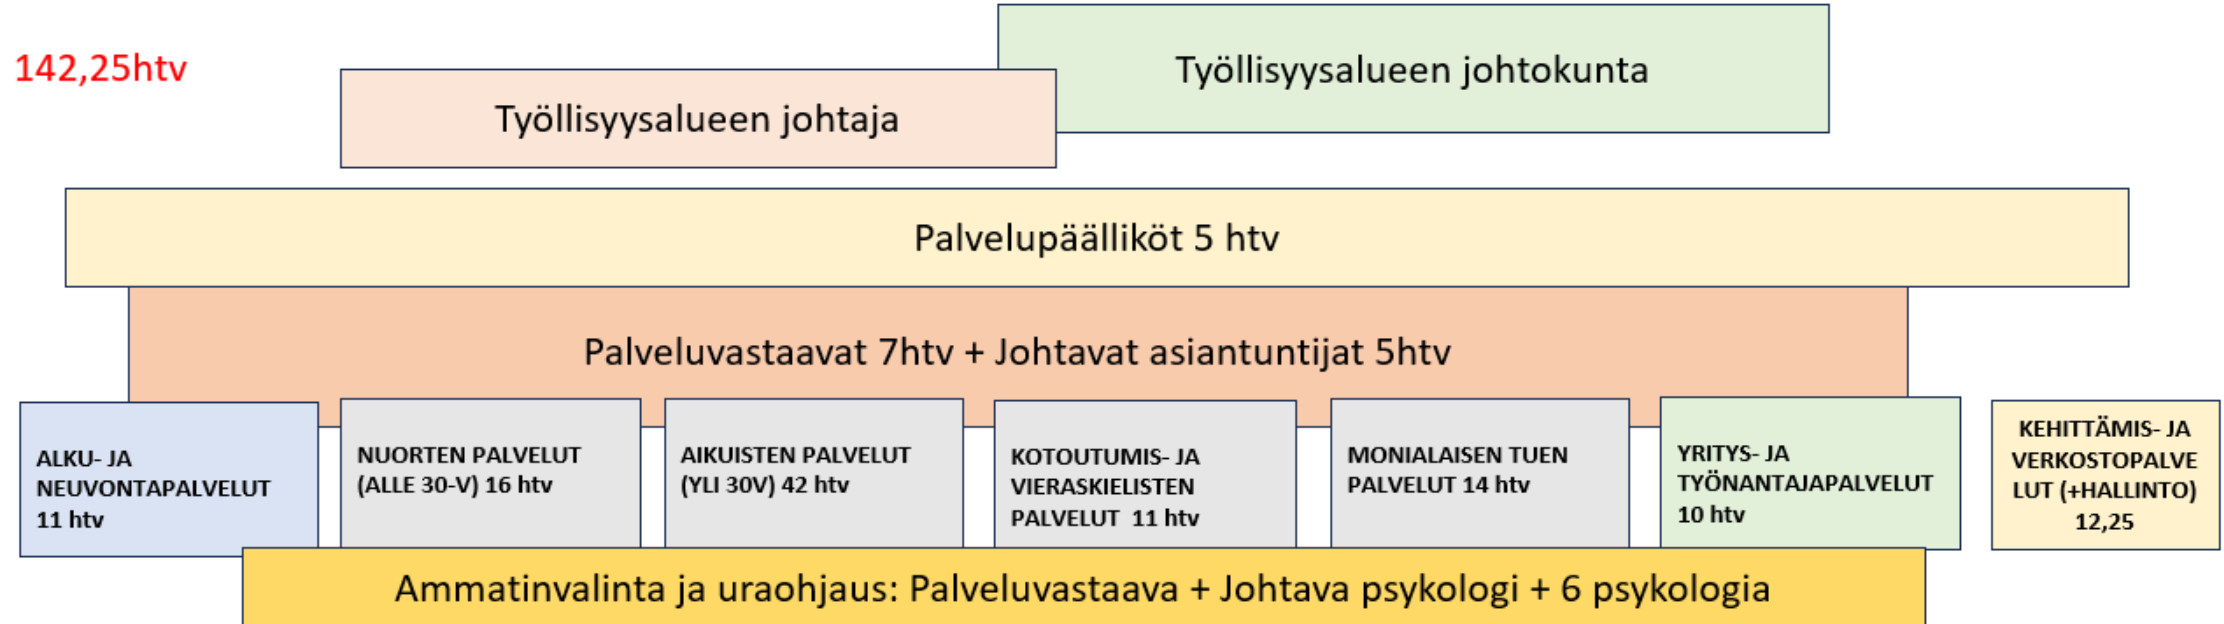 142,25htv
Työllisyysalueen johtokunta
Työllisyysalueen johtaja
Palvelupäälliköt 5 htv
Palveluvastaavat 7htv + Johtavat asiantuntijat 5htv
ALKU- JA
NEUVONTAPALVELUT
11 htv
NUORTEN PALVELUT
(ALLE 30-V) 16 htv
AIKUISTEN PALVELUT
(YLI 30V) 42 htv
KOTOUTUMIS- JA
VIERASKIELISTEN
PALVELUT 11 htv
MONIALAISEN TUEN
PALVELUT 14 htv
YRITYS- JA
TYÖNANTAJAPALVELUT
10 htv
KEHITTÄMIS- JA
VERKOSTOPALVE
LUT (+HALLINTO)
12,25
Ammatinvalinta ja uraohjaus: Palveluvastaava + Johtava psykologi + 6 psykologia